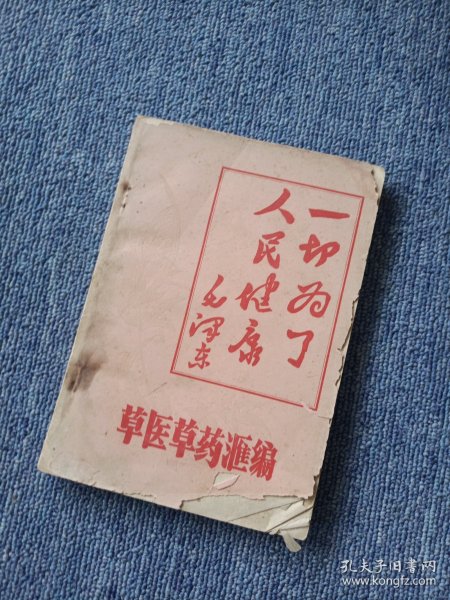 一切为了
人民健康
毛泽东
草医草药滙编
孔夫子旧书网
www.kongfz.com